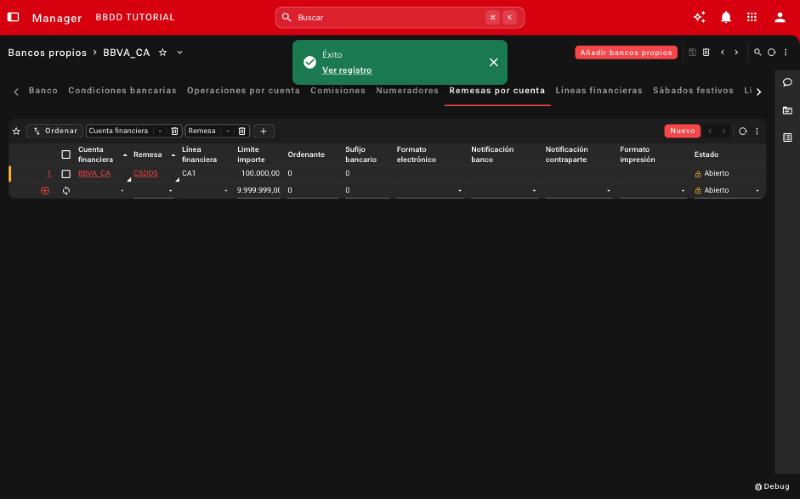 Manager BBDD TUTORIAL Buscar ⌘ K
Bancos propios > BBVA_CA Añadir bancos propios
Éxito
Ver registro
Banco Condiciones bancarias Operaciones por cuenta Comisiones Numeradores Remesas por cuenta Líneas financieras Sábados festivos Li
Ordenar Cuenta financiera - Remesa - + Nuevo
Cuenta financiera Remesa Línea financiera Límite importe Ordenante Sufijo bancario Formato electrónico Notificación banco Notificación contraparte Formato impresión Estado
1 BBVA_CA CSDDS CA1 100.000,00 0 0 Abierto
- - - 9.999.999,0 0 0 - - - - Abierto -
Debug